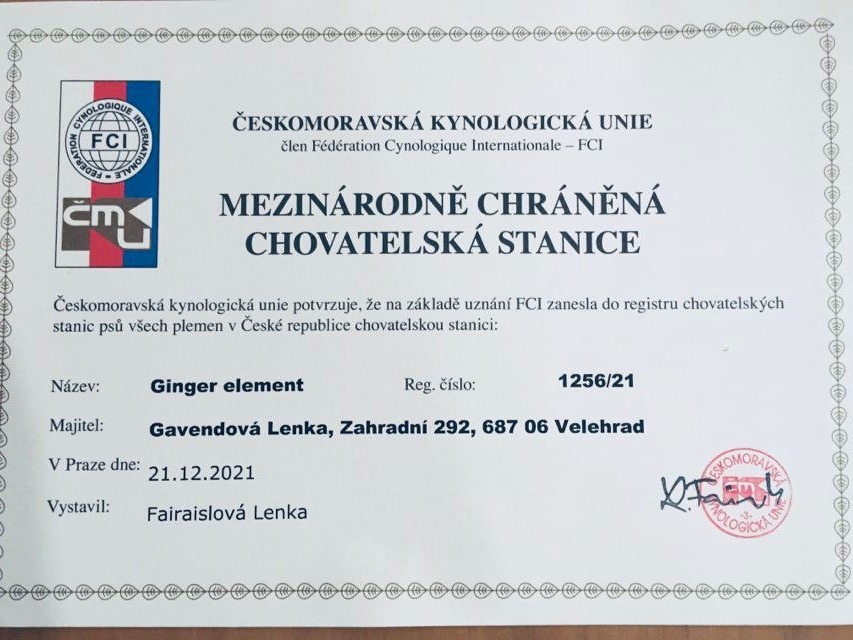 FÉDÉRATION CYNOLOGIQUE INTERNATIONALE
FCI
čmku
ČESKOMORAVSKÁ KYNOLOGICKÁ UNIE
člen Fédération Cynologique Internationale – FCI
MEZINÁRODNĚ CHRÁNĚNÁ
CHOVATELSKÁ STANICE
Českomoravská kynologická unie potvrzuje, že na základě uznání FCI zanesla do registru chovatelských
stanic psů všech plemen v České republice chovatelskou stanici:
Název: Ginger element Reg. číslo: 1256/21
Majitel: Gavendová Lenka, Zahradní 292, 687 06 Velehrad
V Praze dne: 21.12.2021
Vystavil: Fairaislová Lenka
ČESKOMORAVSKÁ
-3-
KYNOLOGICKÁ UNIE